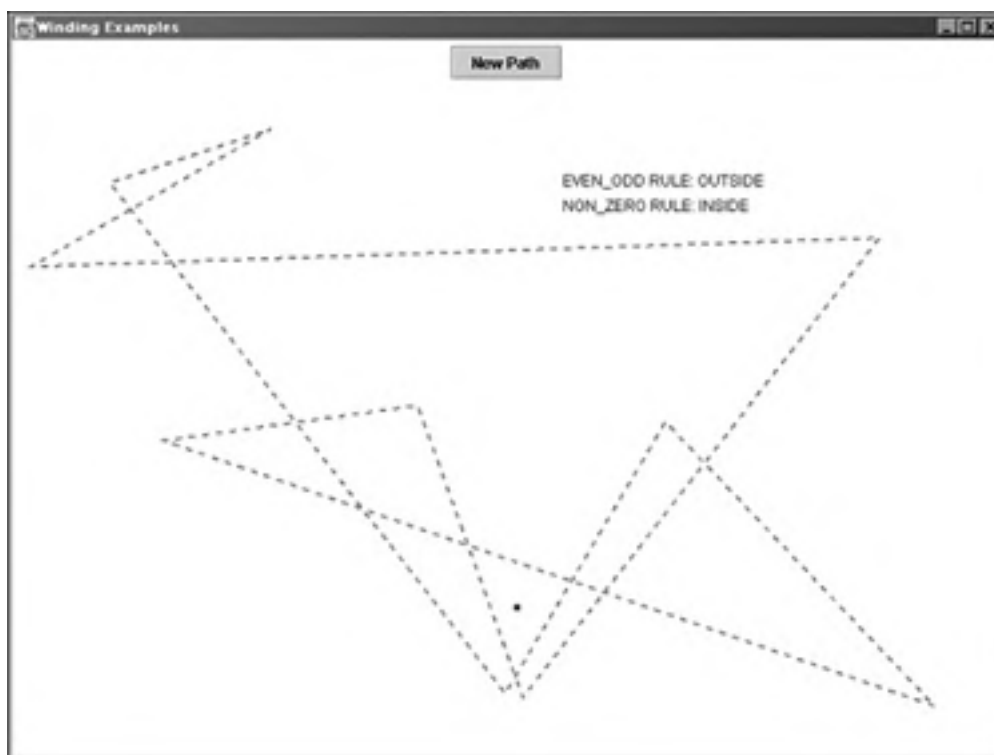 Winding Examples
New Path
EVEN_ODD RULE: OUTSIDE
NON_ZERO RULE: INSIDE